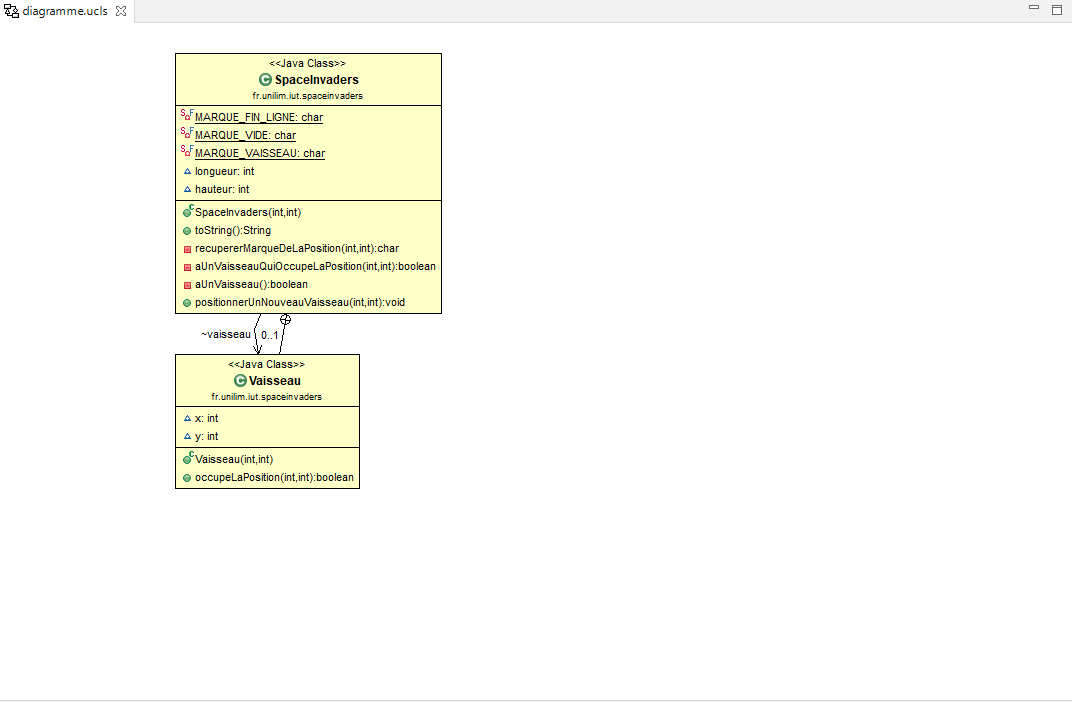 diagramme.ucls
<<Java Class>>
SpaceInvaders
fr.unilim.iut.spaceinvaders
MARQUE_FIN_LIGNE: char
MARQUE_VIDE: char
MARQUE_VAISSEAU: char
longueur: int
hauteur: int
SpaceInvaders(int,int)
toString():String
recupererMarqueDeLaPosition(int,int):char
aUnVaisseauQuiOccupeLaPosition(int,int):boolean
aUnVaisseau():boolean
positionnerUnNouveauVaisseau(int,int):void
~vaisseau 0..1
<<Java Class>>
Vaisseau
fr.unilim.iut.spaceinvaders
x: int
y: int
Vaisseau(int,int)
occupeLaPosition(int,int):boolean